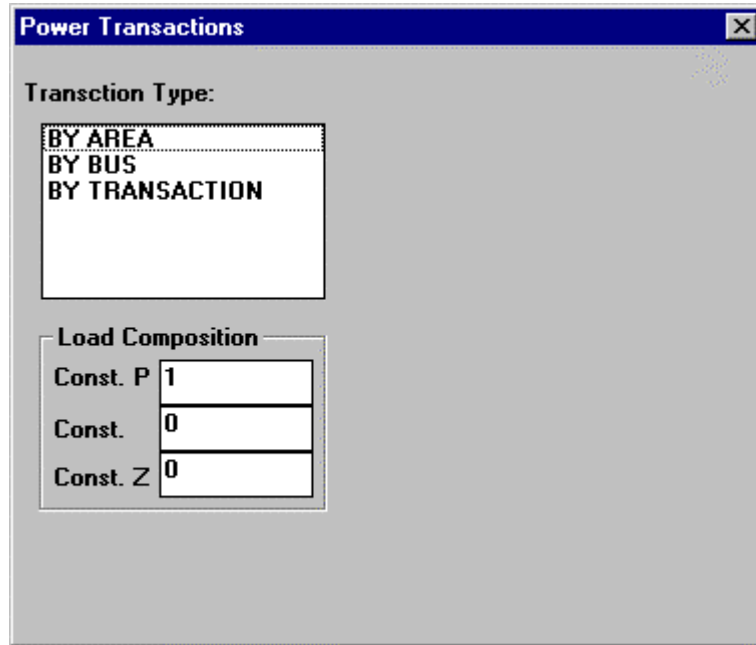 Power Transactions
Transction Type:
BY AREA
BY BUS
BY TRANSACTION
Load Composition
Const. P 1
Const. 0
Const. Z 0